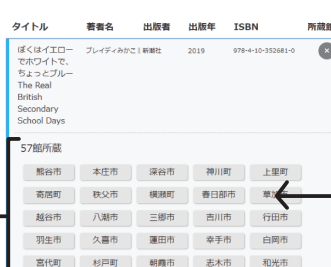 タイトル 著者名 出版者 出版年 ISBN 所蔵館
ぼくはイエローでホワイトで、ちょっとブルー The Real British Secondary School Days ブレイディみかこ 新潮社 2019 978-4-10-352681-0
57館所蔵
熊谷市 本庄市 深谷市 神川町 上里町
寄居町 秩父市 横瀬町 春日部市 草加市
越谷市 八潮市 三郷市 吉川市 行田市
羽生市 久喜市 蓮田市 幸手市 白岡市
宮代町 杉戸町 朝霞市 志木市 和光市